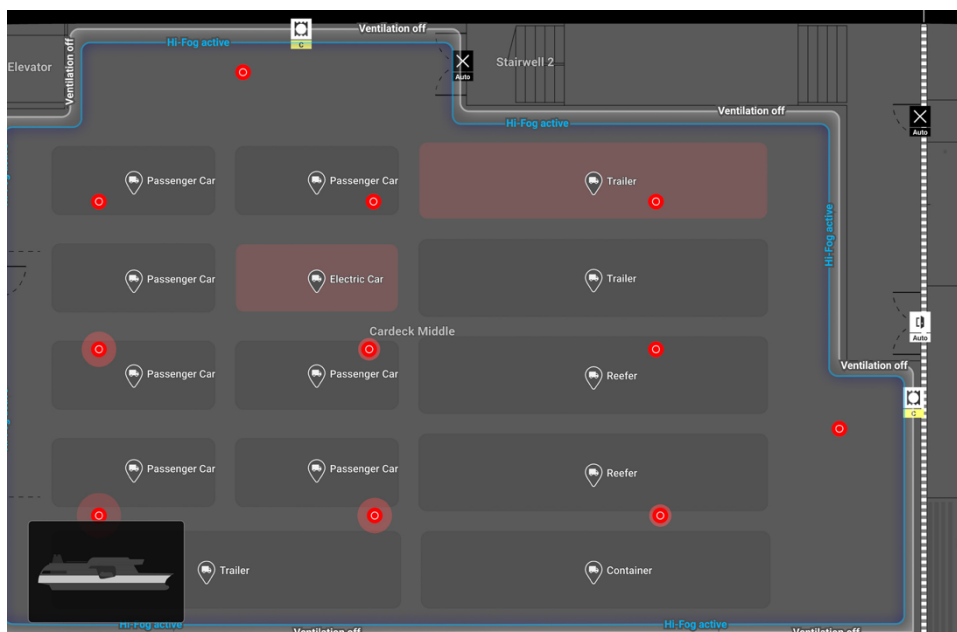 Ventilation off
Hi-Fog active
C
Elevator
Ventilation off
Auto
Stairwell 2
Ventilation off
Hi-Fog active
Auto
Passenger Car
Passenger Car
Trailer
Hi-Fog active
Passenger Car
Electric Car
Trailer
Cardeck Middle
Auto
Passenger Car
Passenger Car
Reefer
Ventilation off
C
Passenger Car
Passenger Car
Reefer
Trailer
Container
Hi-Fog active
Hi-Fog active
Ventilation off
Ventilation off